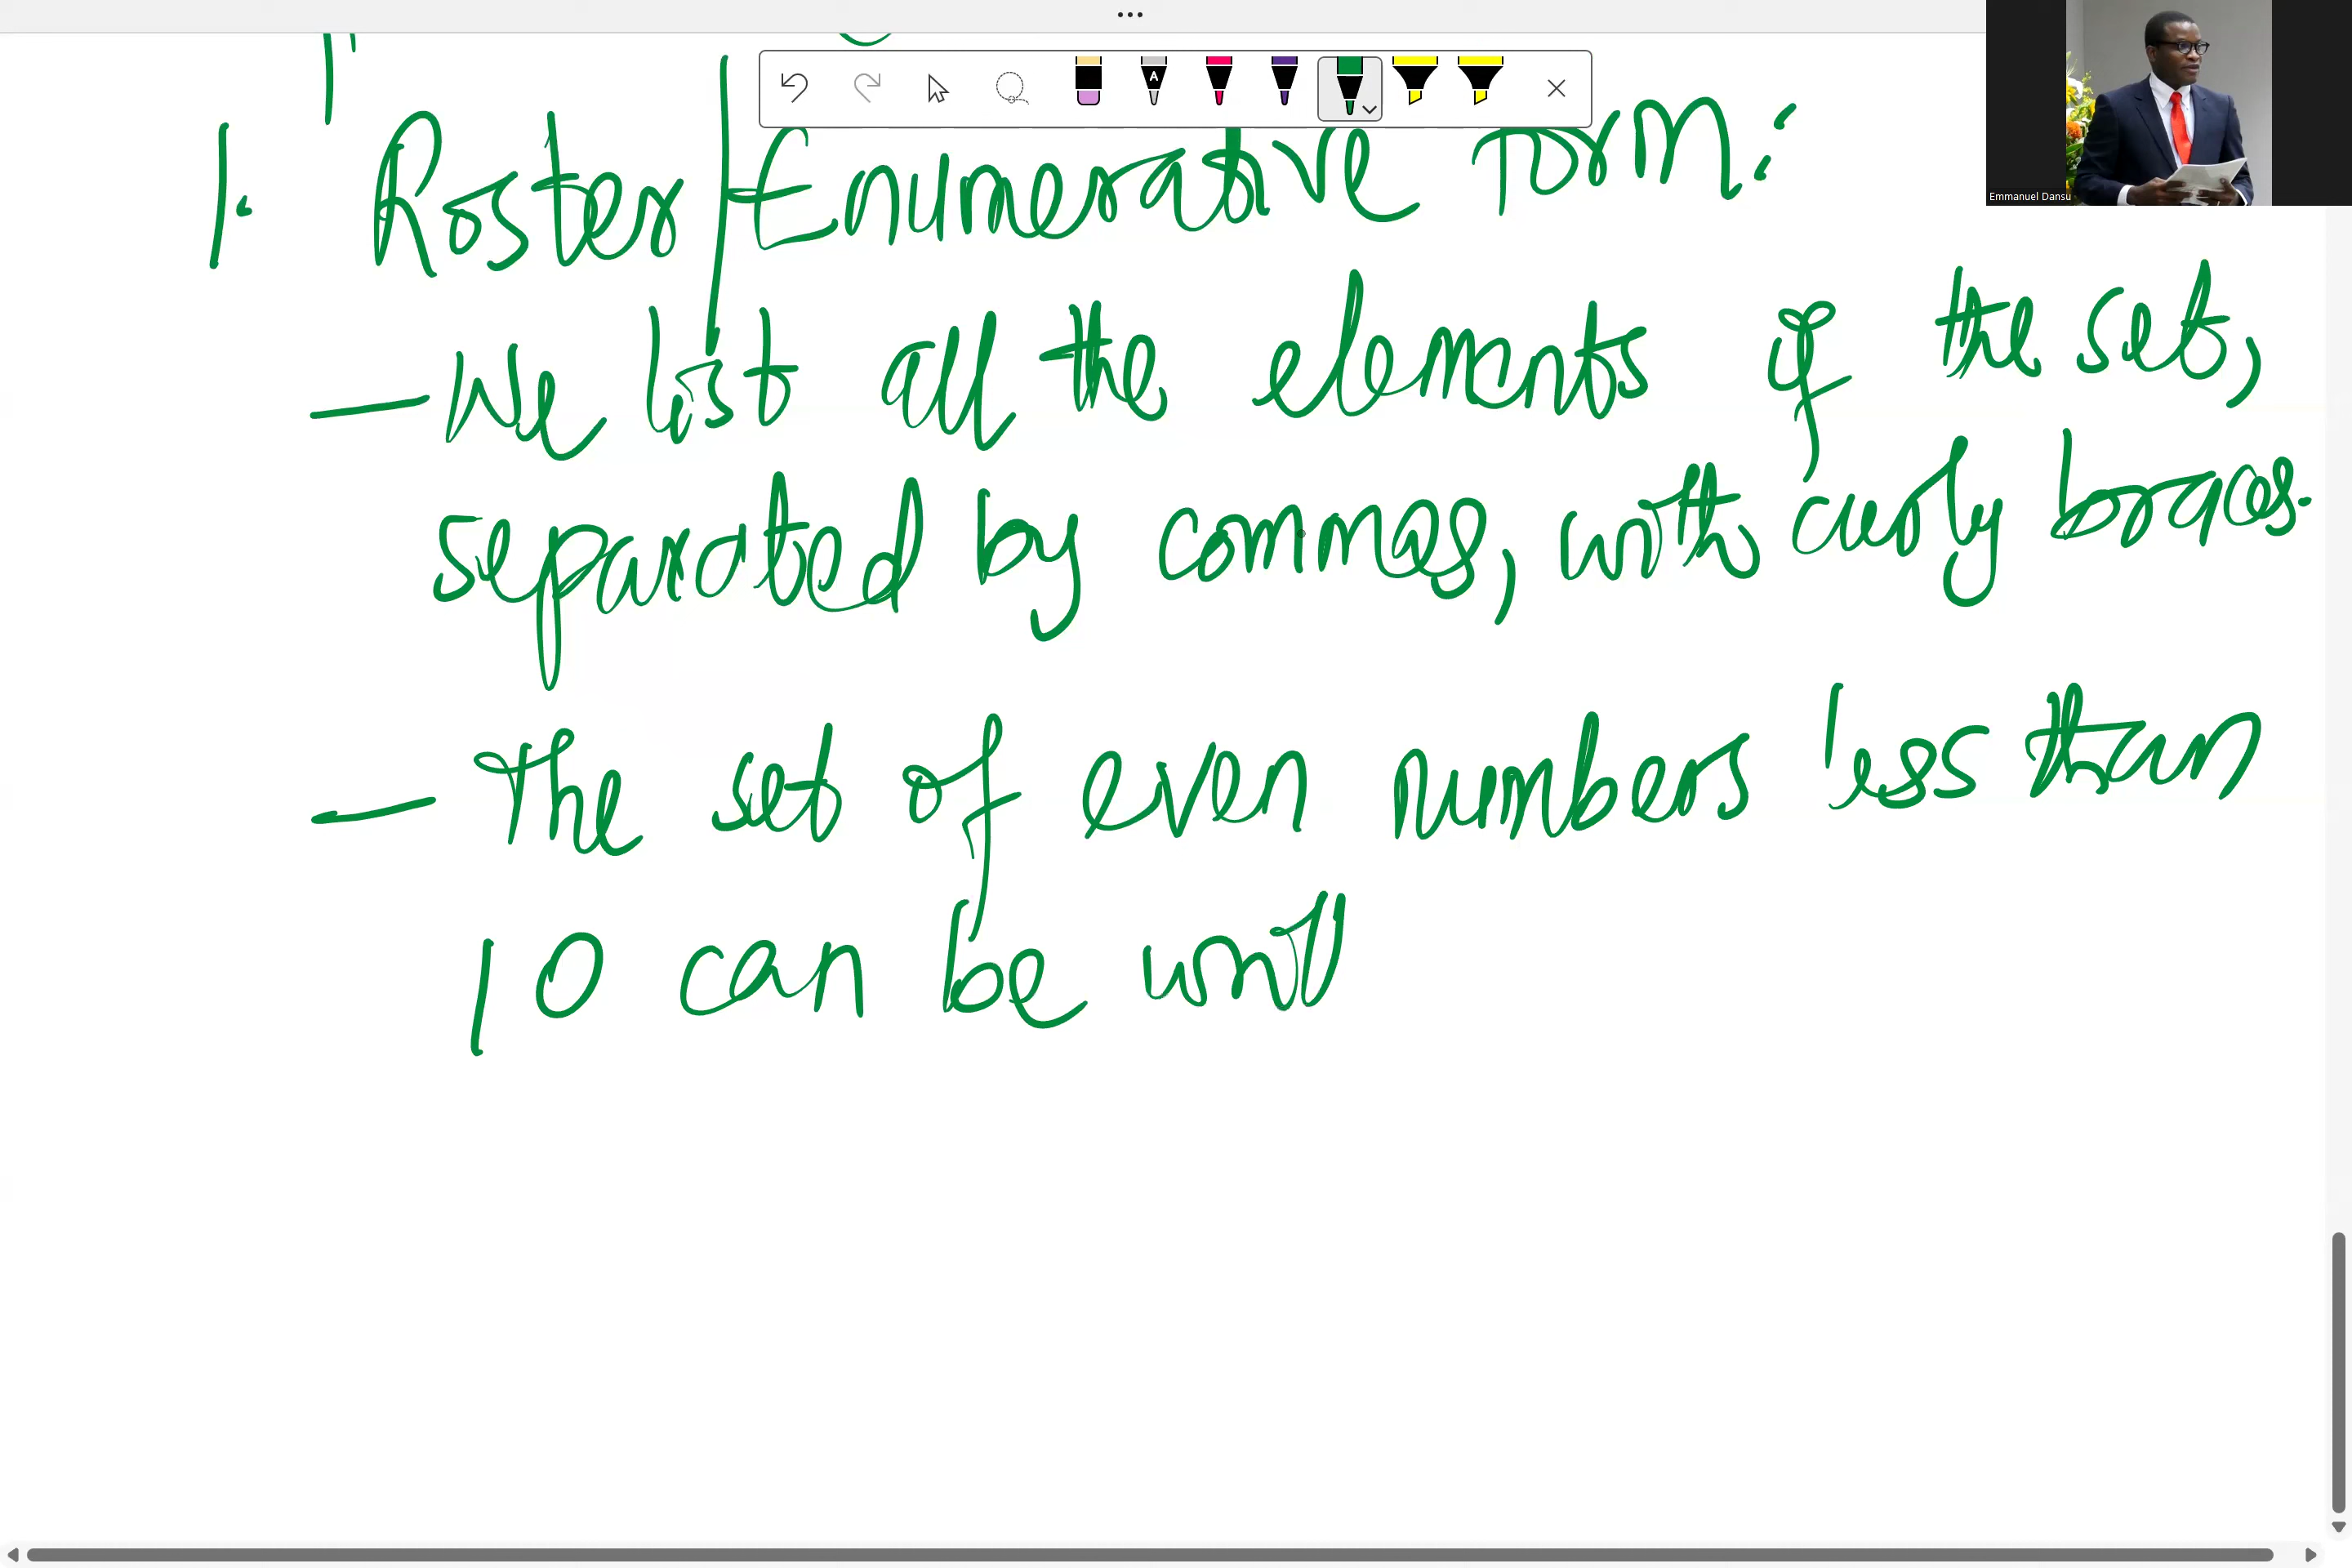 Emmanuel Dansu
1. Roster/Enumerative Form:
— We list all the elements of the set,
separated by commas, with curly braces.
— The set of even numbers less than
10 can be writt